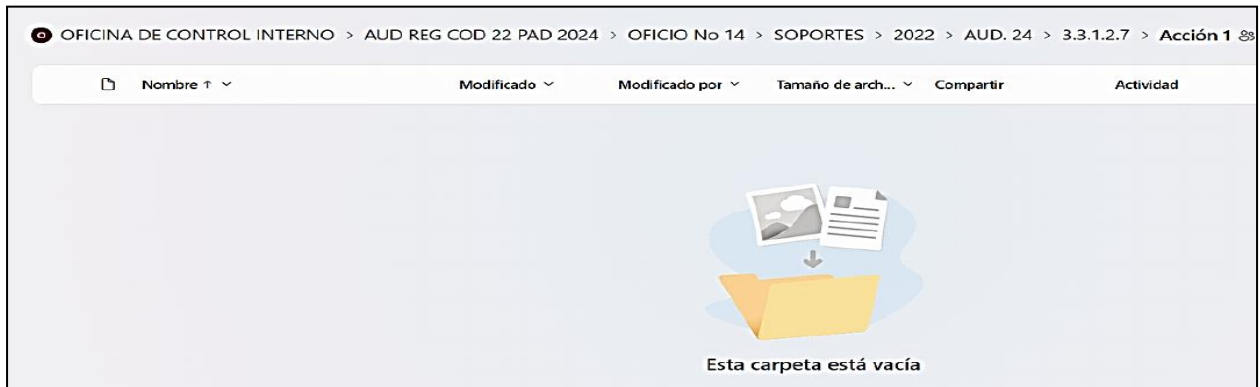 OFICINA DE CONTROL INTERNO > AUD REG COD 22 PAD 2024 > OFICIO No 14 > SOPORTES > 2022 > AUD. 24 > 3.3.1.2.7 > Acción 1
Nombre ↑ Modificado Modificado por Tamaño de arch... Compartir Actividad
Esta carpeta está vacía